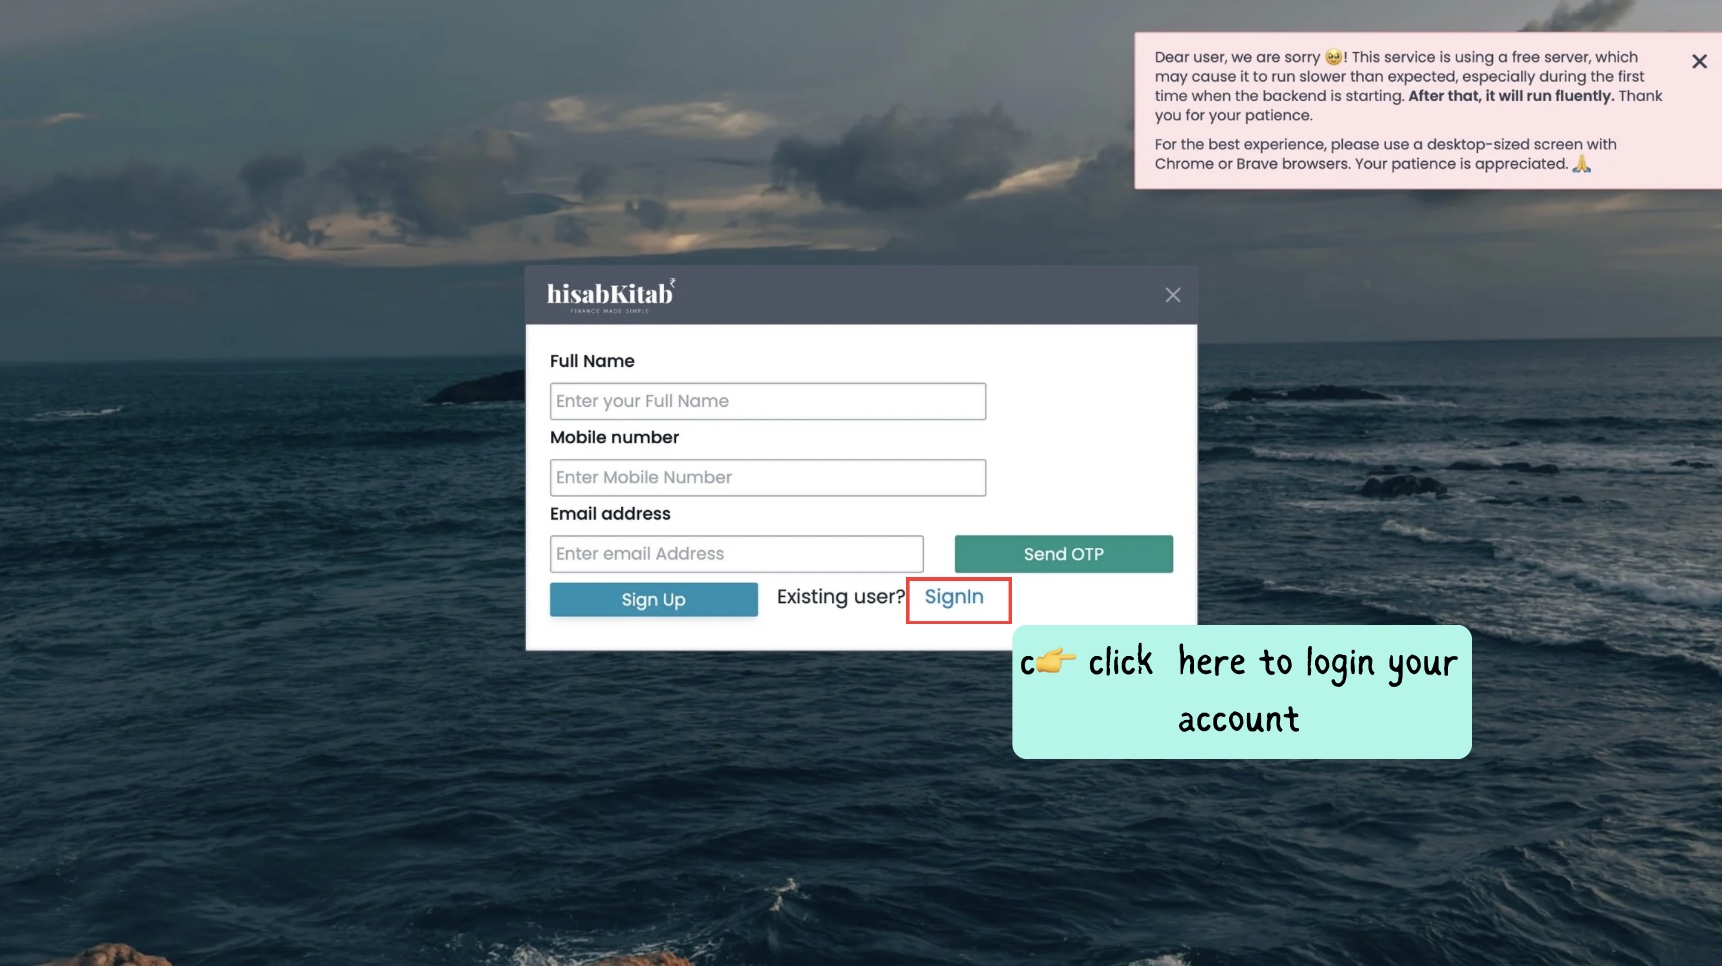 Dear user, we are sorry 🥹! This service is using a free server, which
may cause it to run slower than expected, especially during the first
time when the backend is starting. After that, it will run fluently. Thank
you for your patience.
For the best experience, please use a desktop-sized screen with
Chrome or Brave browsers. Your patience is appreciated. 🙏
hisabKitab₹
FINANCE MADE SIMPLE
Full Name
Enter your Full Name
Mobile number
Enter Mobile Number
Email address
Enter email Address
Send OTP
Sign Up
Existing user? SignIn
c👉 click here to login your
account